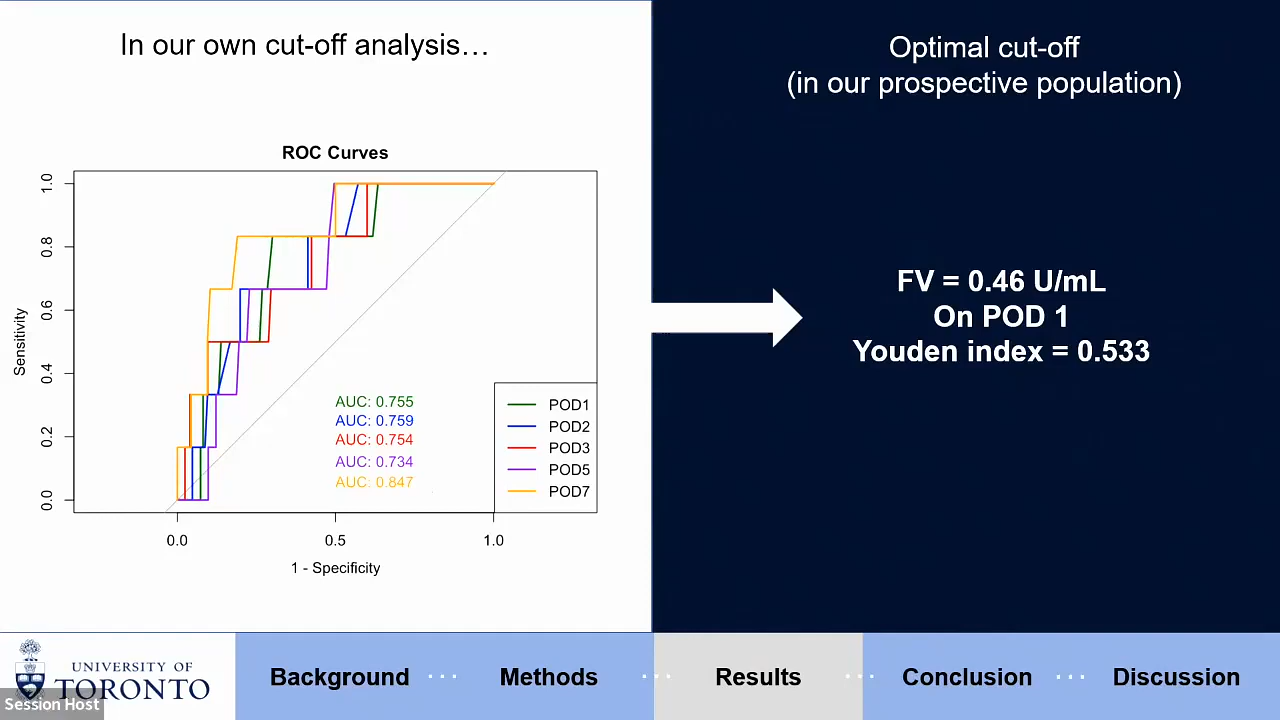 In our own cut-off analysis…
Optimal cut-off
(in our prospective population)
ROC Curves
Sensitivity
1.0
0.8
0.6
0.4
0.2
0.0
AUC: 0.755
AUC: 0.759
AUC: 0.754
AUC: 0.734
AUC: 0.847
POD1
POD2
POD3
POD5
POD7
0.0 0.5 1.0
1 - Specificity
FV = 0.46 U/mL
On POD 1
Youden index = 0.533
UNIVERSITY OF
TORONTO
Session Host
Background ··· Methods ··· Results ··· Conclusion ··· Discussion